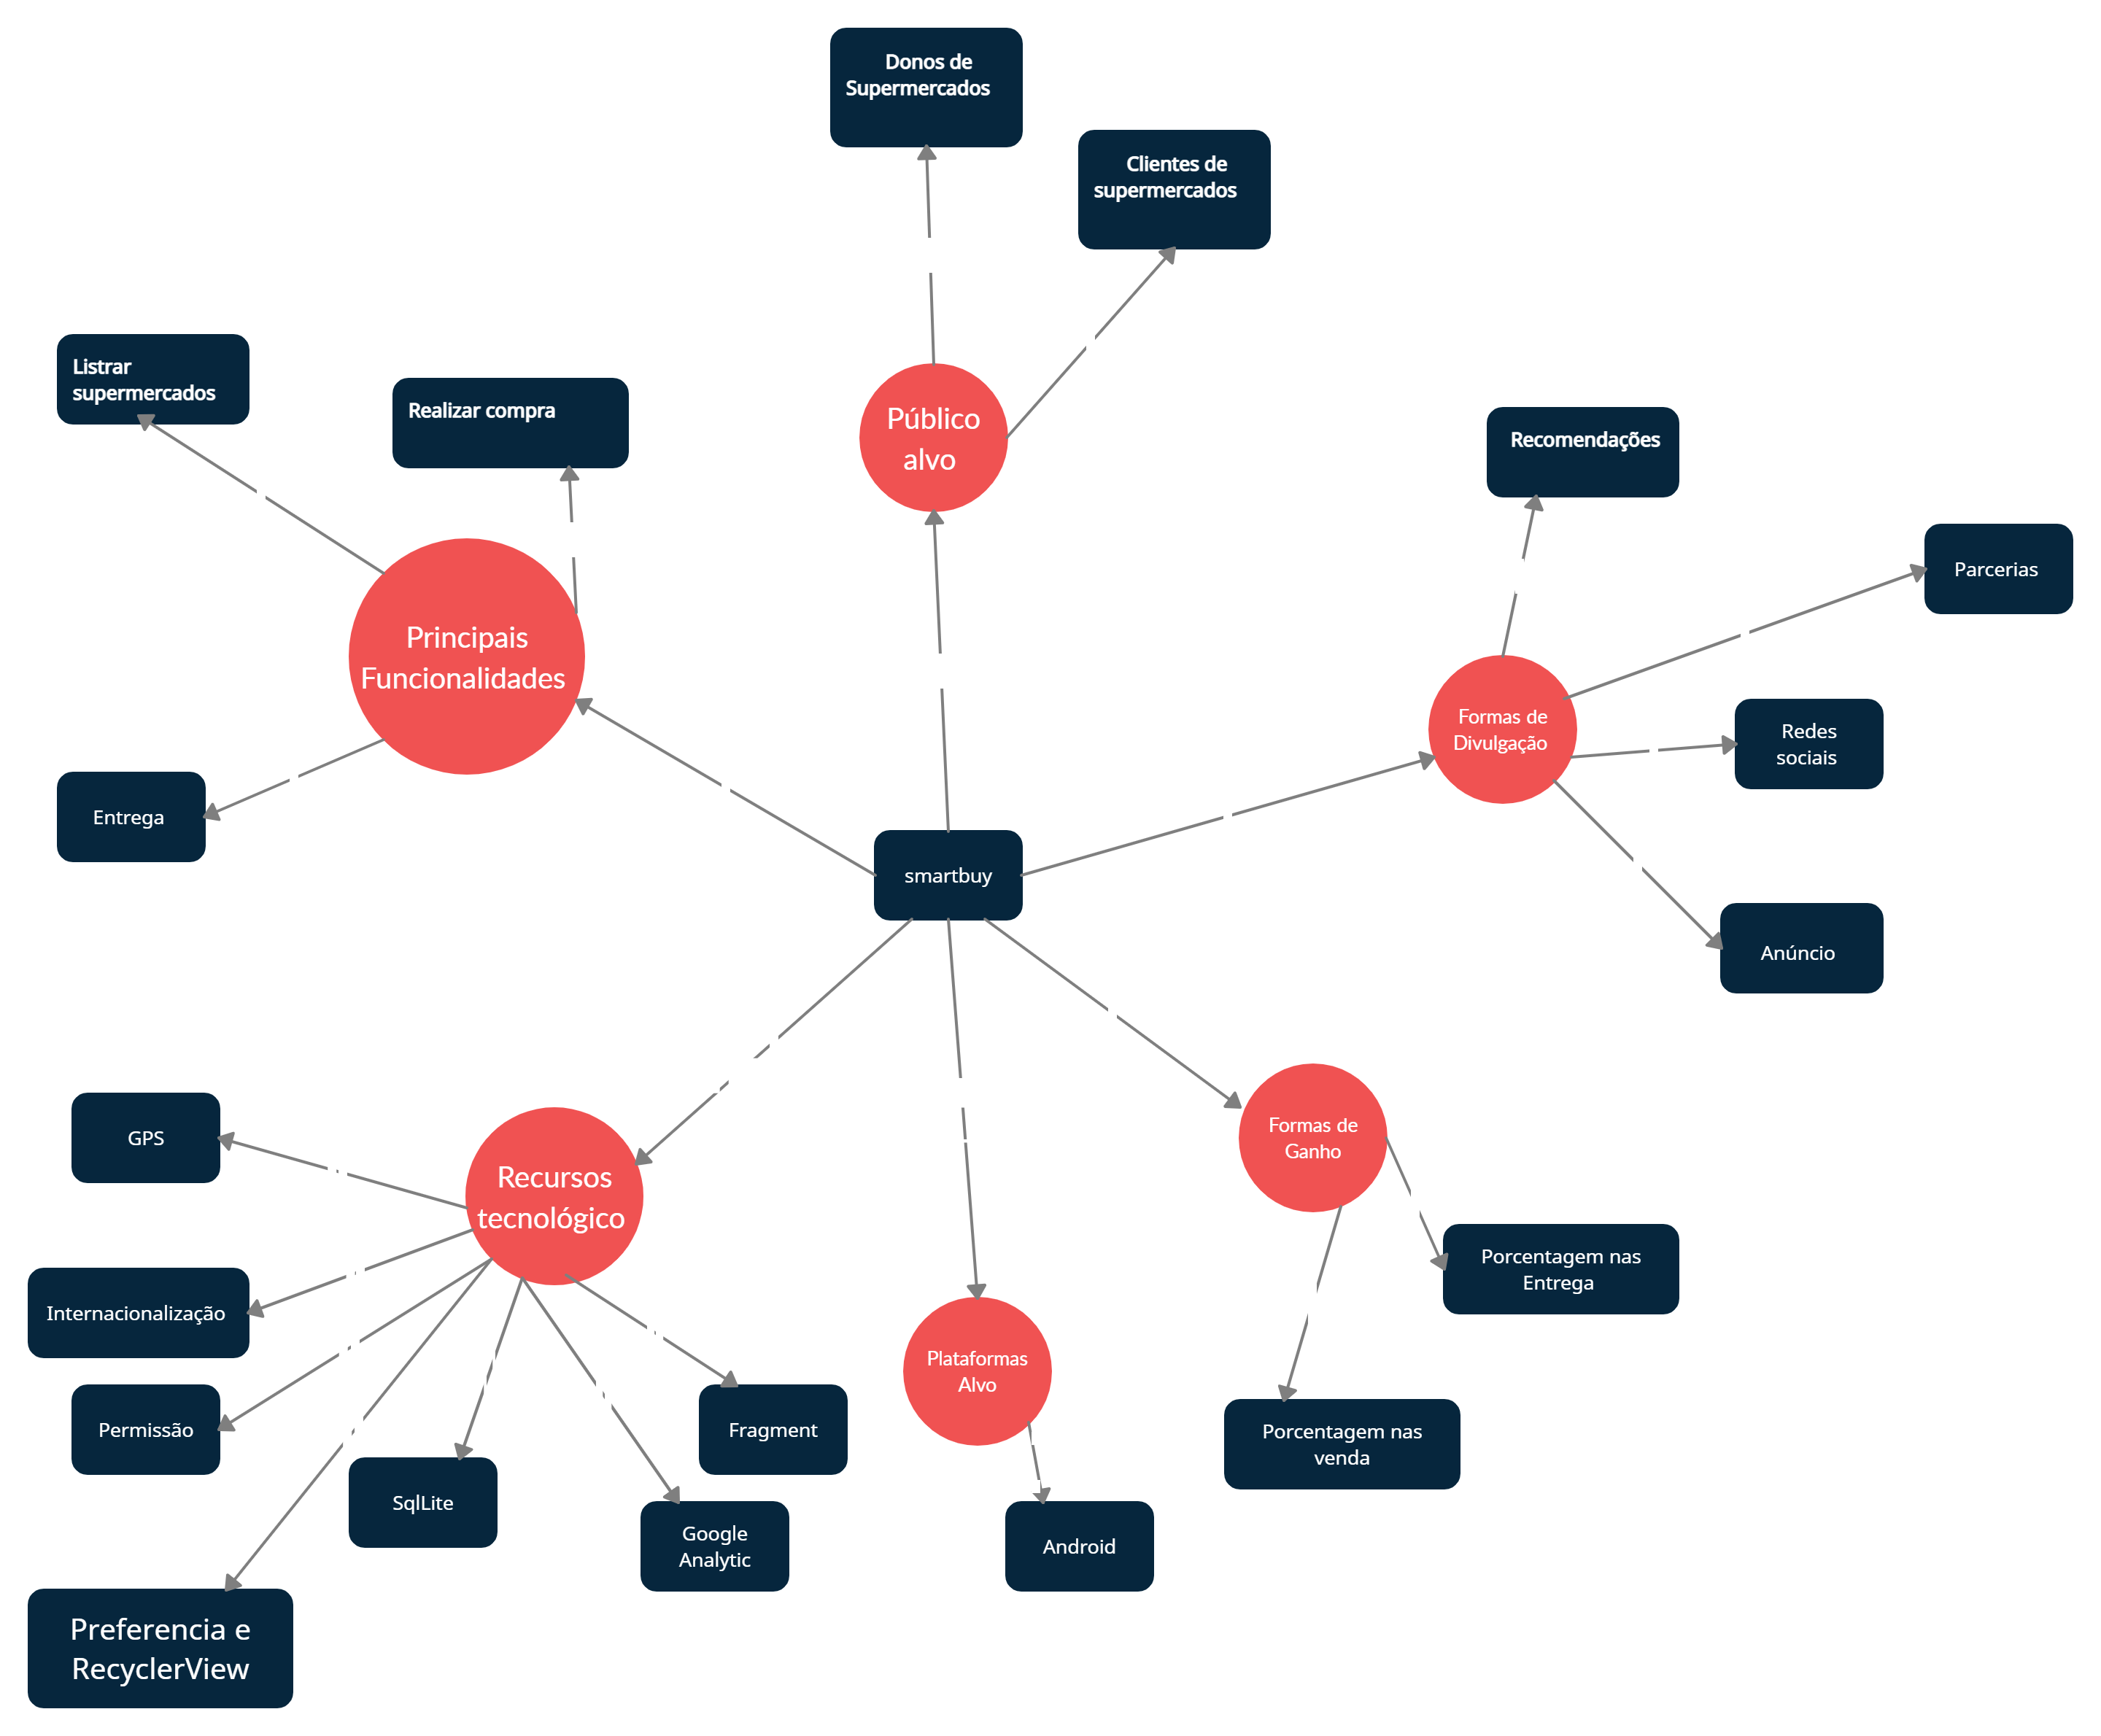 Donos de
Supermercados
Clientes de
supermercados
Listrar
supermercados
Realizar compra
Público
alvo
Recomendações
Parcerias
Principais
Funcionalidades
Formas de
Divulgação
Redes
sociais
Entrega
smartbuy
Anúncio
GPS
Recursos
tecnológico
Formas de
Ganho
Internacionalização
Porcentagem nas
Entrega
Permissão
Fragment
Plataformas
Alvo
Porcentagem nas
venda
SqlLite
Google
Analytic
Android
Preferencia e
RecyclerView